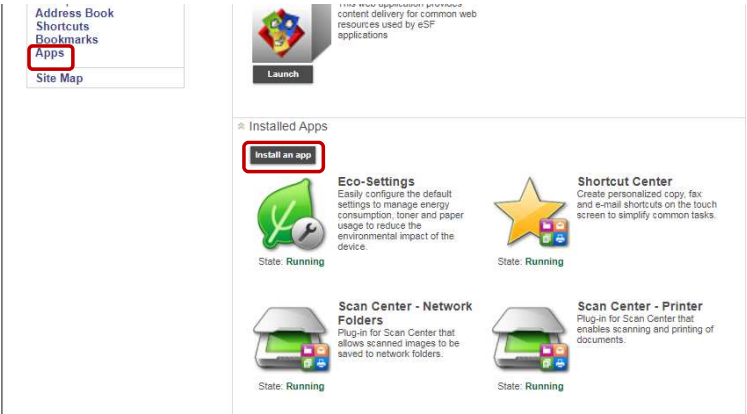 Address Book
Shortcuts
Bookmarks
Apps
Site Map
This web application provides
content delivery for common web
resources used by eSF
applications
Launch
Installed Apps
Install an app
Eco-Settings
Easily configure the default
settings to manage energy
consumption, toner and paper
usage to reduce the
environmental impact of the
device.
State: Running
Shortcut Center
Create personalized copy, fax
and e-mail shortcuts on the touch
screen to simplify common tasks.
State: Running
Scan Center - Network
Folders
Plug-in for Scan Center that
allows scanned images to be
saved to network folders.
State: Running
Scan Center - Printer
Plug-in for Scan Center that
enables scanning and printing of
documents.
State: Running